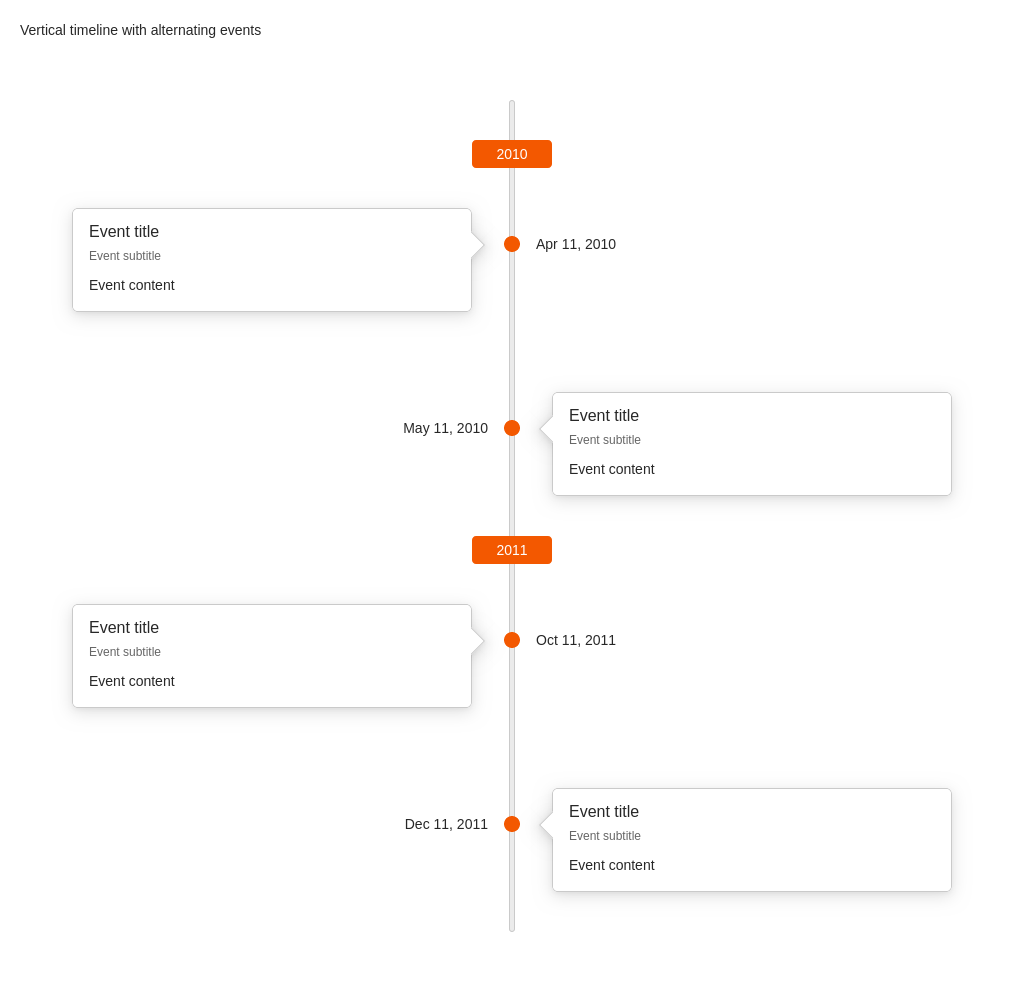 Vertical timeline with alternating events
2010
Event title
Event subtitle
Event content
Apr 11, 2010
May 11, 2010
Event title
Event subtitle
Event content
2011
Event title
Event subtitle
Event content
Oct 11, 2011
Dec 11, 2011
Event title
Event subtitle
Event content